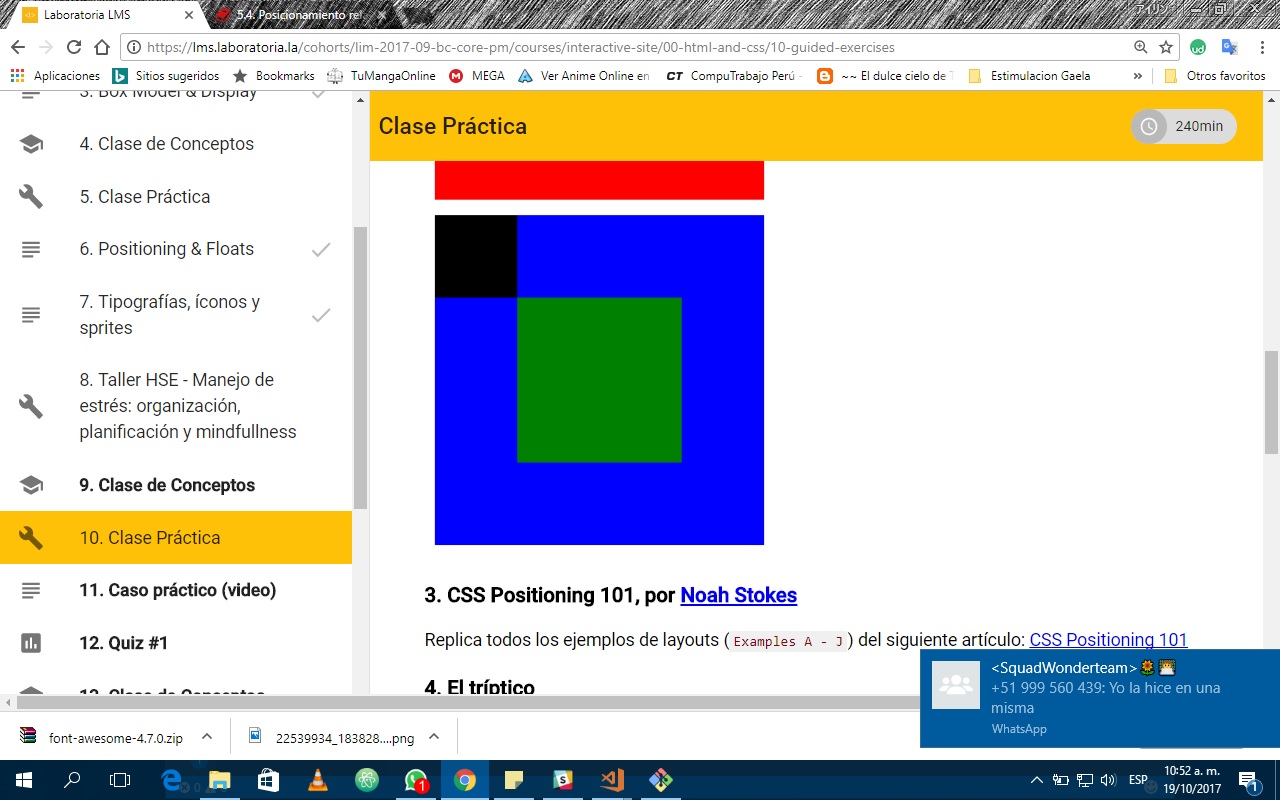 Laboratoria LMS
5.4. Posicionamiento rel
https://lms.laboratoria.la/cohorts/lim-2017-09-bc-core-pm/courses/interactive-site/00-html-and-css/10-guided-exercises
Aplicaciones
Sitios sugeridos
Bookmarks
TuMangaOnline
MEGA
Ver Anime Online en
CT CompuTrabajo Perú -
~~ El dulce cielo de
Estimulacion Gaela
»
Otros favoritos
3. Box Model & Display
4. Clase de Conceptos
5. Clase Práctica
6. Positioning & Floats
7. Tipografías, íconos y
sprites
8. Taller HSE - Manejo de
estrés: organización,
planificación y mindfullness
9. Clase de Conceptos
10. Clase Práctica
11. Caso práctico (video)
12. Quiz #1
13. Clase de Conceptos
Clase Práctica
240min
3. CSS Positioning 101, por Noah Stokes
Replica todos los ejemplos de layouts (Examples A - J) del siguiente artículo: CSS Positioning 101
4. El tríptico
<SquadWonderteam>
+51 999 560 439: Yo la hice en una
misma
WhatsApp
font-awesome-4.7.0.zip
22539934_183828....png
1
ESP
10:52 a. m.
19/10/2017
1